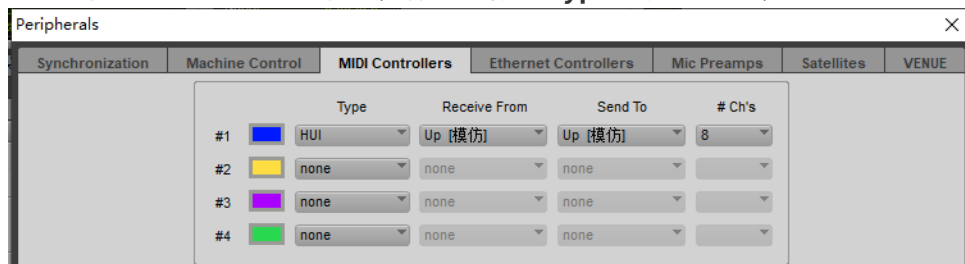 Peripherals
Synchronization Machine Control MIDI Controllers Ethernet Controllers Mic Preamps Satellites VENUE
Type Receive From Send To # Ch's
#1 HUI Up [模仿] Up [模仿] 8
#2 none none none
#3 none none none
#4 none none none